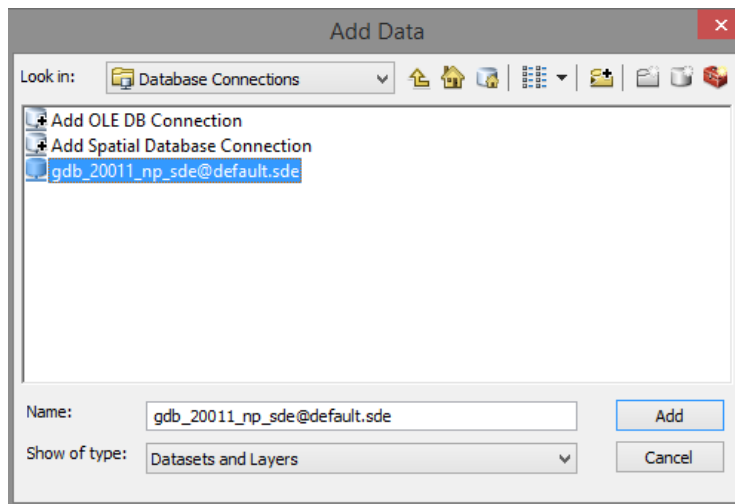 Add Data
Look in: Database Connections
Add OLE DB Connection
Add Spatial Database Connection
gdb_20011_np_sde@default.sde
Name: gdb_20011_np_sde@default.sde Add
Show of type: Datasets and Layers Cancel